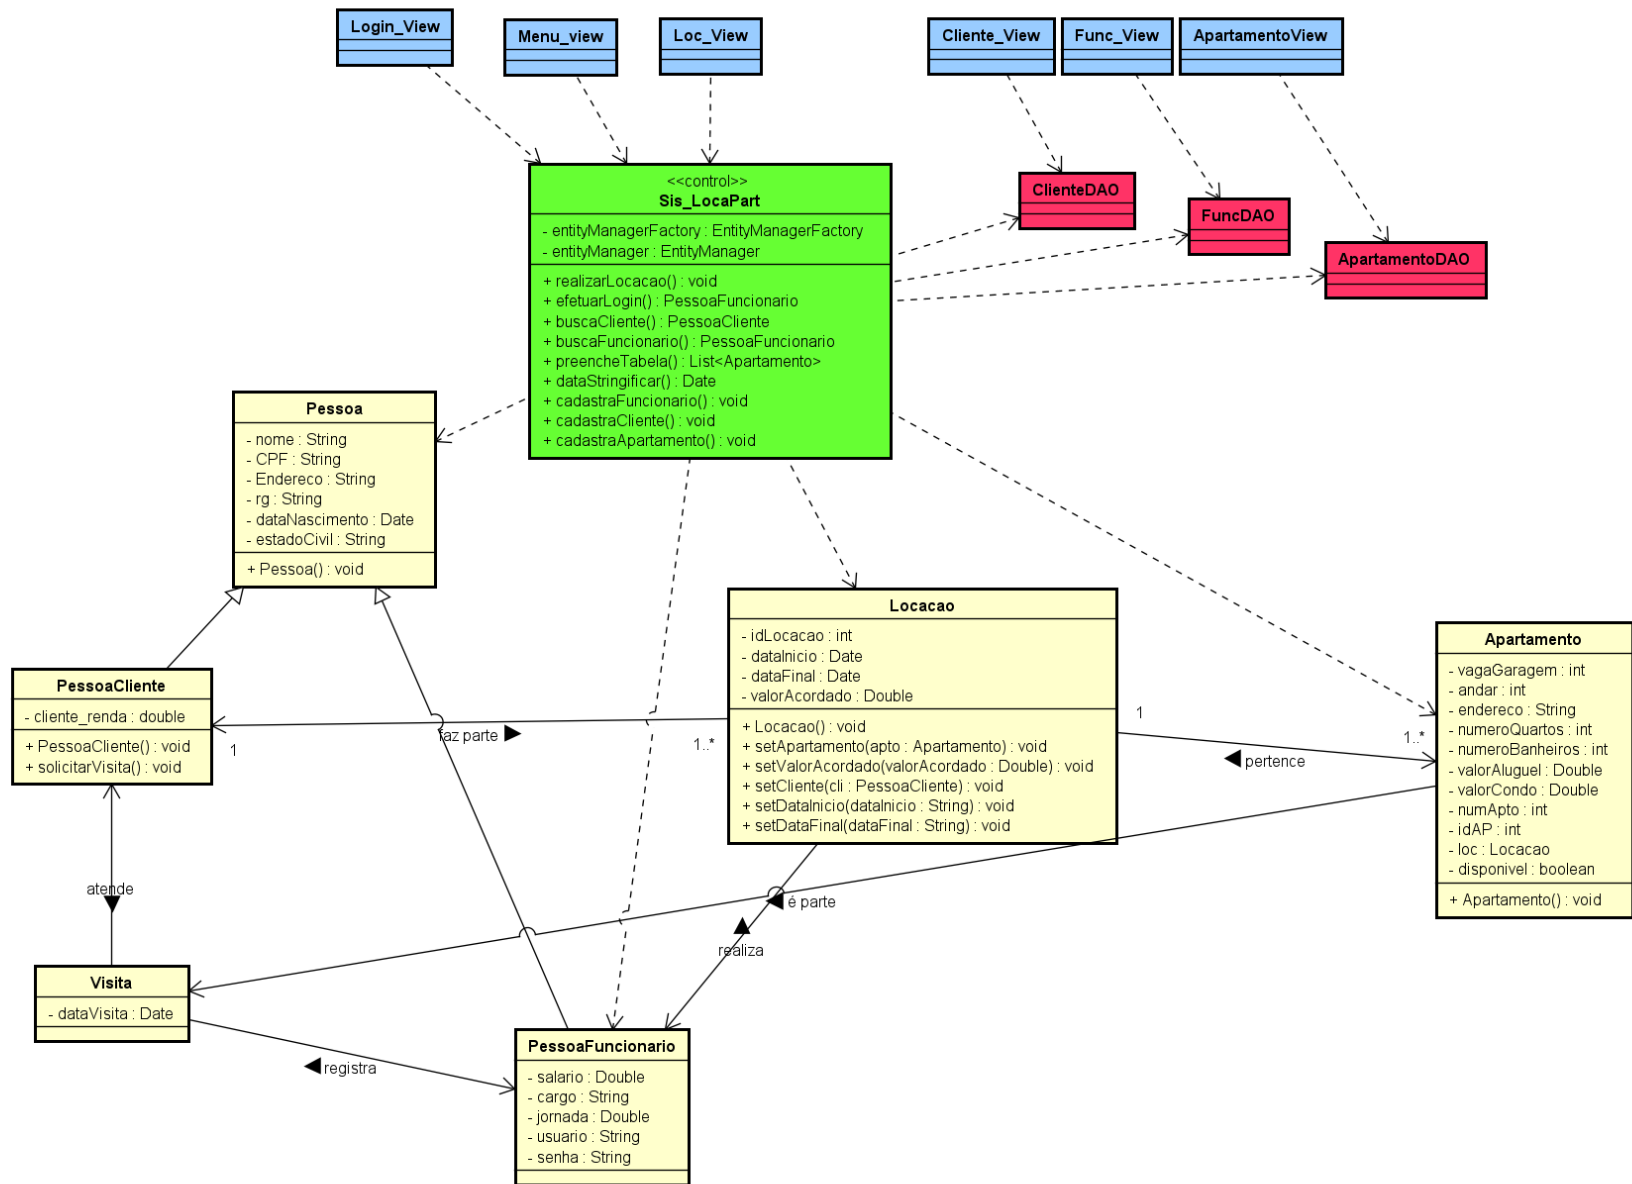 Login_View
Menu_view
Loc_View
Cliente_View
Func_View
ApartamentoView
<<control>>
Sis_LocaPart
- entityManagerFactory : EntityManagerFactory
- entityManager : EntityManager
+ realizarLocacao() : void
+ efetuarLogin() : PessoaFuncionario
+ buscaCliente() : PessoaCliente
+ buscaFuncionario() : PessoaFuncionario
+ preencheTabela() : List<Apartamento>
+ dataStringificar() : Date
+ cadastraFuncionario() : void
+ cadastraCliente() : void
+ cadastraApartamento() : void
ClienteDAO
FuncDAO
ApartamentoDAO
Pessoa
- nome : String
- CPF : String
- Endereco : String
- rg : String
- dataNascimento : Date
- estadoCivil : String
+ Pessoa() : void
Locacao
- idLocacao : int
- dataInicio : Date
- dataFinal : Date
- valorAcordado : Double
+ Locacao() : void
+ setApartamento(apto : Apartamento) : void
+ setValorAcordado(valorAcordado : Double) : void
+ setCliente(cli : PessoaCliente) : void
+ setDataInicio(dataInicio : String) : void
+ setDataFinal(dataFinal : String) : void
Apartamento
- vagaGaragem : int
- andar : int
- endereco : String
- numeroQuartos : int
- numeroBanheiros : int
- valorAluguel : Double
- valorCondo : Double
- numApto : int
- idAP : int
- loc : Locacao
- disponivel : boolean
+ Apartamento() : void
PessoaCliente
- cliente_renda : double
+ PessoaCliente() : void
+ solicitarVisita() : void
1
faz parte
1..*
1
1..*
pertence
atende
é parte
realiza
Visita
- dataVisita : Date
registra
PessoaFuncionario
- salario : Double
- cargo : String
- jornada : Double
- usuario : String
- senha : String